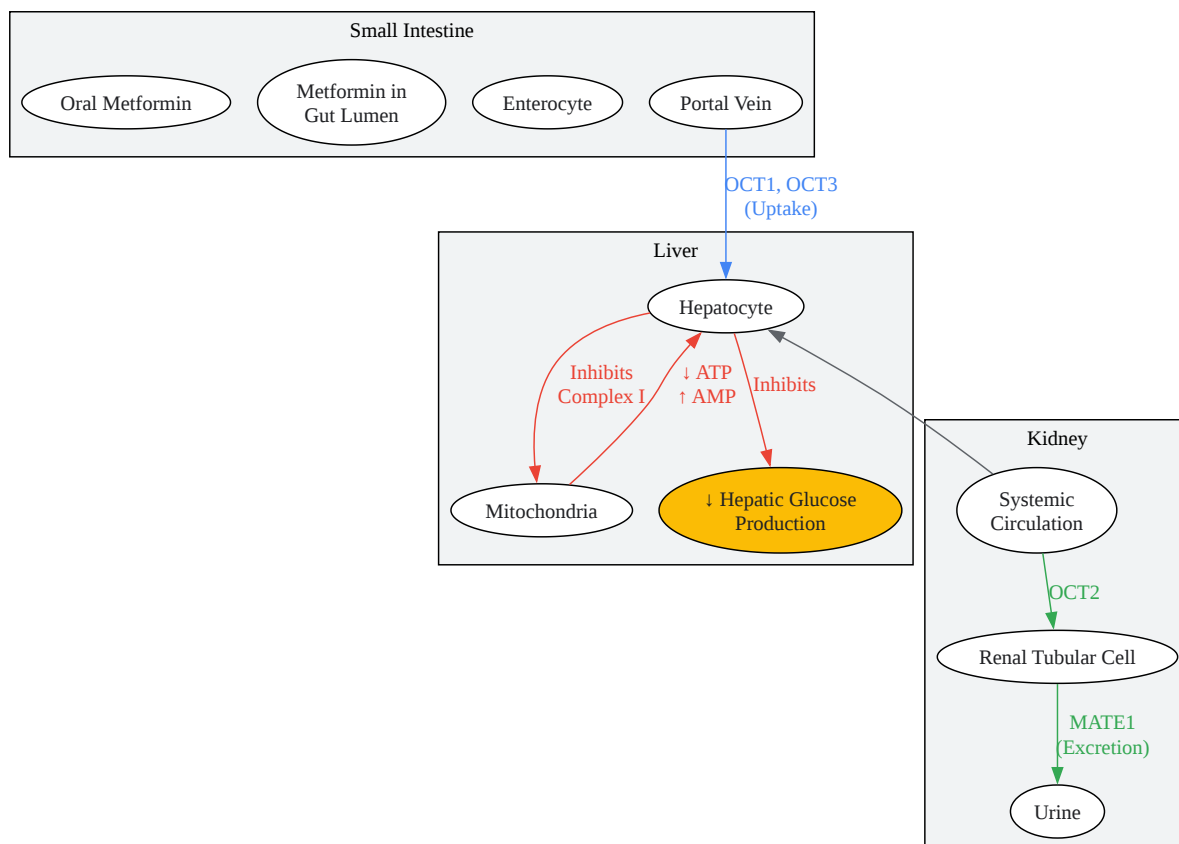 Small Intestine
Oral Metformin
Metformin in
Gut Lumen
Enterocyte
Portal Vein
OCT1, OCT3
(Uptake)
Liver
Hepatocyte
Inhibits
Complex I
↓ ATP
↑ AMP
Inhibits
Mitochondria
↓ Hepatic Glucose
Production
Kidney
Systemic
Circulation
OCT2
Renal Tubular Cell
MATE1
(Excretion)
Urine